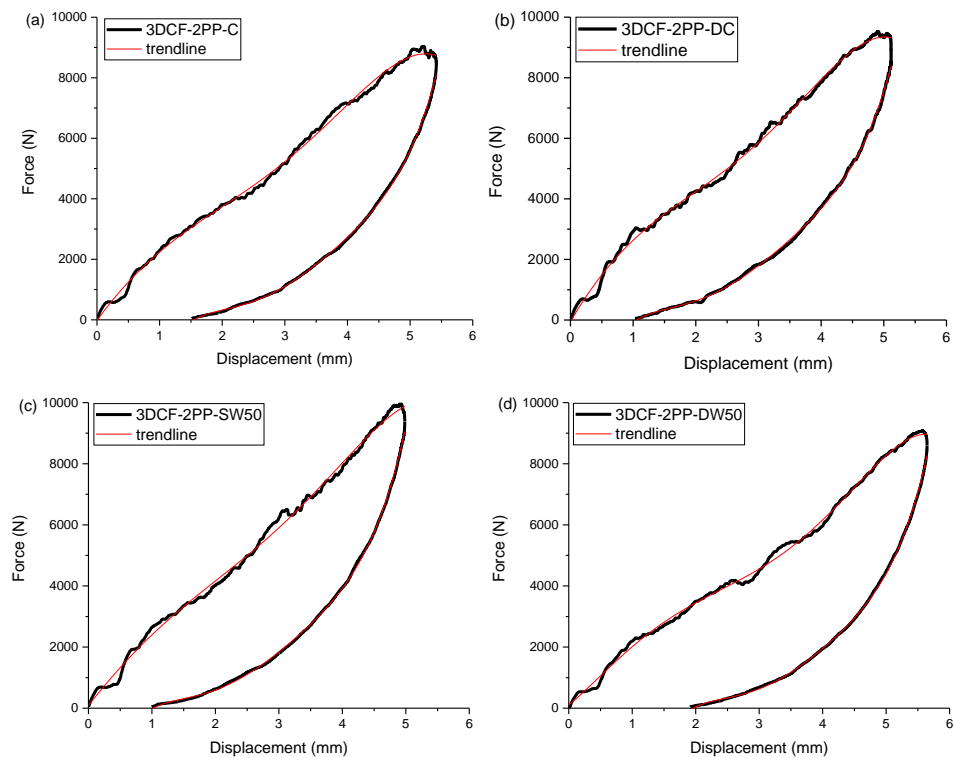 (a)
3DCF-2PP-C
trendline
10000
8000
6000
4000
2000
0
Force (N)
0 1 2 3 4 5 6
Displacement (mm)
(b)
3DCF-2PP-DC
trendline
10000
8000
6000
4000
2000
0
Force (N)
0 1 2 3 4 5 6
Displacement (mm)
(c)
3DCF-2PP-SW50
trendline
10000
8000
6000
4000
2000
0
Force (N)
0 1 2 3 4 5 6
Displacement (mm)
(d)
3DCF-2PP-DW50
trendline
10000
8000
6000
4000
2000
0
Force (N)
0 1 2 3 4 5 6
Displacement (mm)